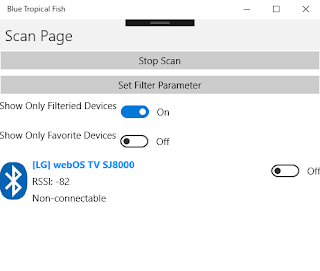 Blue Tropical Fish
Scan Page
Stop Scan
Set Filter Parameter
Show Only Filteried Devices On
Show Only Favorite Devices Off
[LG] webOS TV SJ8000 Off
RSSI: -82
Non-connectable